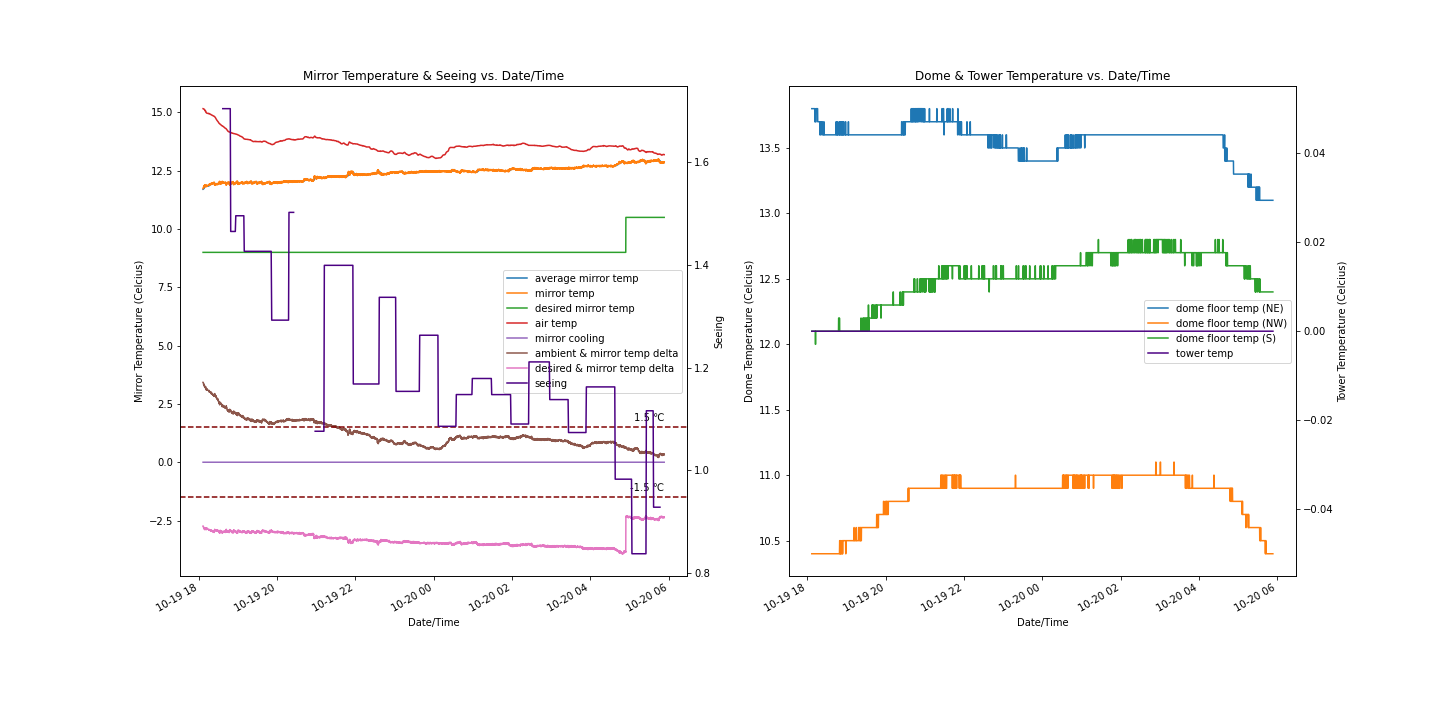 Mirror Temperature & Seeing vs. Date/Time
Mirror Temperature (Celcius)
15.0
12.5
10.0
7.5
5.0
2.5
0.0
−2.5
1.6
1.4
1.2
1.0
0.8
Seeing
average mirror temp
mirror temp
desired mirror temp
air temp
mirror cooling
ambient & mirror temp delta
desired & mirror temp delta
seeing
1.5 °C
-1.5 °C
10-19 18
10-19 20
10-19 22
10-20 00
10-20 02
10-20 04
10-20 06
Date/Time
Dome & Tower Temperature vs. Date/Time
Dome Temperature (Celcius)
13.5
13.0
12.5
12.0
11.5
11.0
10.5
0.04
0.02
0.00
−0.02
−0.04
Tower Temperature (Celcius)
dome floor temp (NE)
dome floor temp (NW)
dome floor temp (S)
tower temp
10-19 18
10-19 20
10-19 22
10-20 00
10-20 02
10-20 04
10-20 06
Date/Time